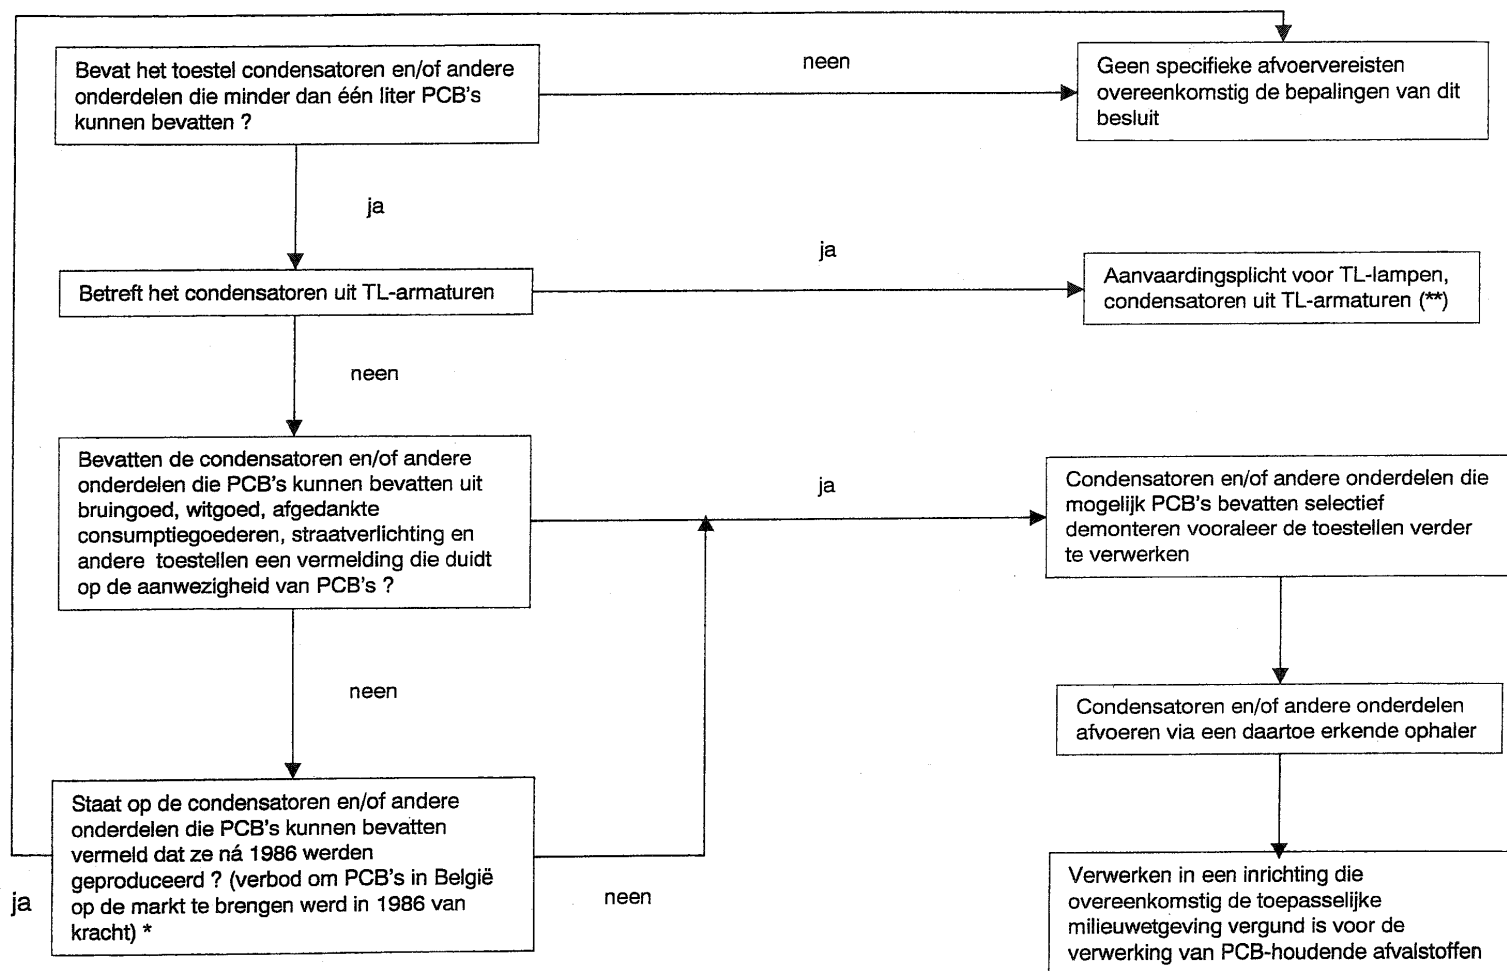 Bevat het toestel condensatoren en/of andere
onderdelen die minder dan één liter PCB's
kunnen bevatten ?
neen
Geen specifieke afvoervereisten
overeenkomstig de bepalingen van dit
besluit
ja
Betreft het condensatoren uit TL-armaturen
ja
Aanvaardingsplicht voor TL-lampen,
condensatoren uit TL-armaturen (**)
neen
Bevatten de condensatoren en/of andere
onderdelen die PCB's kunnen bevatten uit
bruingoed, witgoed, afgedankte
consumptiegoederen, straatverlichting en
andere toestellen een vermelding die duidt
op de aanwezigheid van PCB's ?
ja
Condensatoren en/of andere onderdelen die
mogelijk PCB's bevatten selectief
demonteren vooraleer de toestellen verder
te verwerken
neen
Condensatoren en/of andere onderdelen
afvoeren via een daartoe erkende ophaler
Staat op de condensatoren en/of andere
onderdelen die PCB's kunnen bevatten
vermeld dat ze ná 1986 werden
geproduceerd ? (verbod om PCB's in België
op de markt te brengen werd in 1986 van
kracht) *
ja
neen
Verwerken in een inrichting die
overeenkomstig de toepasselijke
milieuwetgeving vergund is voor de
verwerking van PCB-houdende afvalstoffen